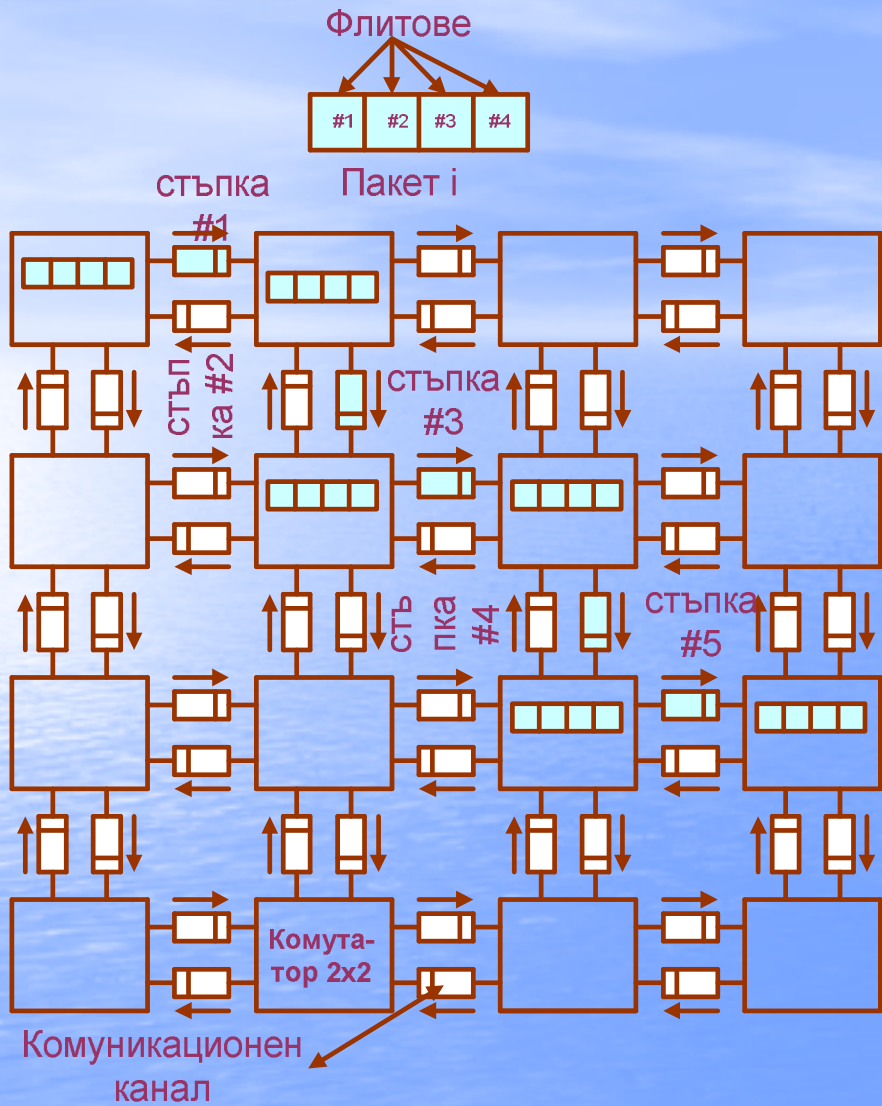 Флитове
#1 #2 #3 #4
Пакет i
стъпка
#1
стъп
ка #2
стъпка
#3
стъ
пка
#4
стъпка
#5
Комута-
тор 2x2
Комуникационен
канал